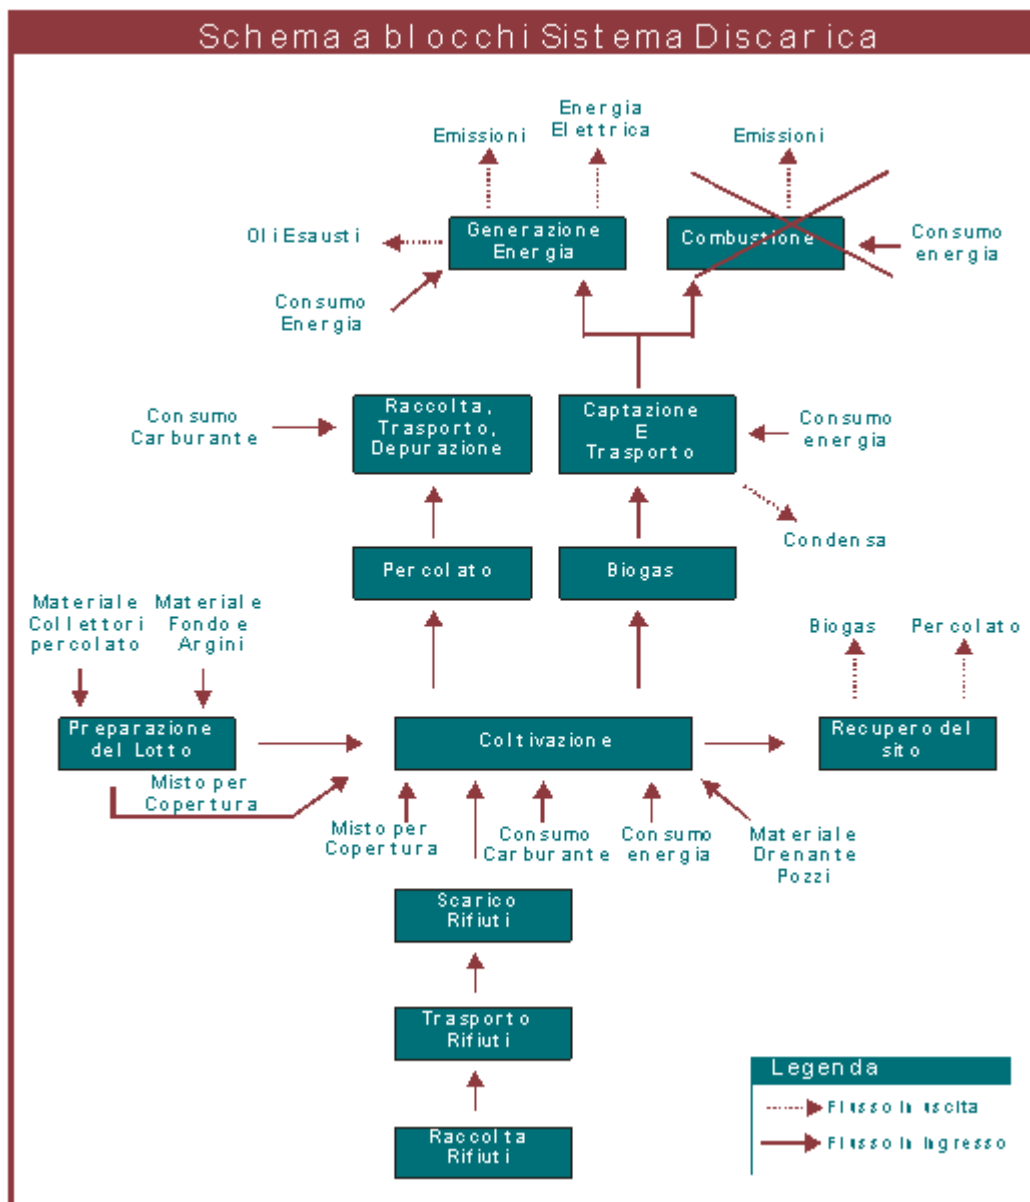 Schema a blocchi Sistema Discarica
Emissioni
Energia
Elettrica
Emissioni
Oli Esausti
Generazione
Energia
Combustione
Consumo
energia
Consumo
Energia
Consumo
Carburante
Raccolta,
Trasporto,
Depurazione
Captazione
E
Trasporto
Consumo
energia
Condensa
Percolato
Biogas
Materiale
Collettori
percolato
Materiale
Fondo e
Argini
Biogas
Percolato
Preparazione
del Lotto
Coltivazione
Recupero del
sito
Misto per
Copertura
Misto per
Copertura
Consumo
Carburante
Consumo
energia
Materiale
Drenante
Pozzi
Scarico
Rifiuti
Trasporto
Rifiuti
Raccolta
Rifiuti
Legenda
Flusso in uscita
Flusso in ingresso